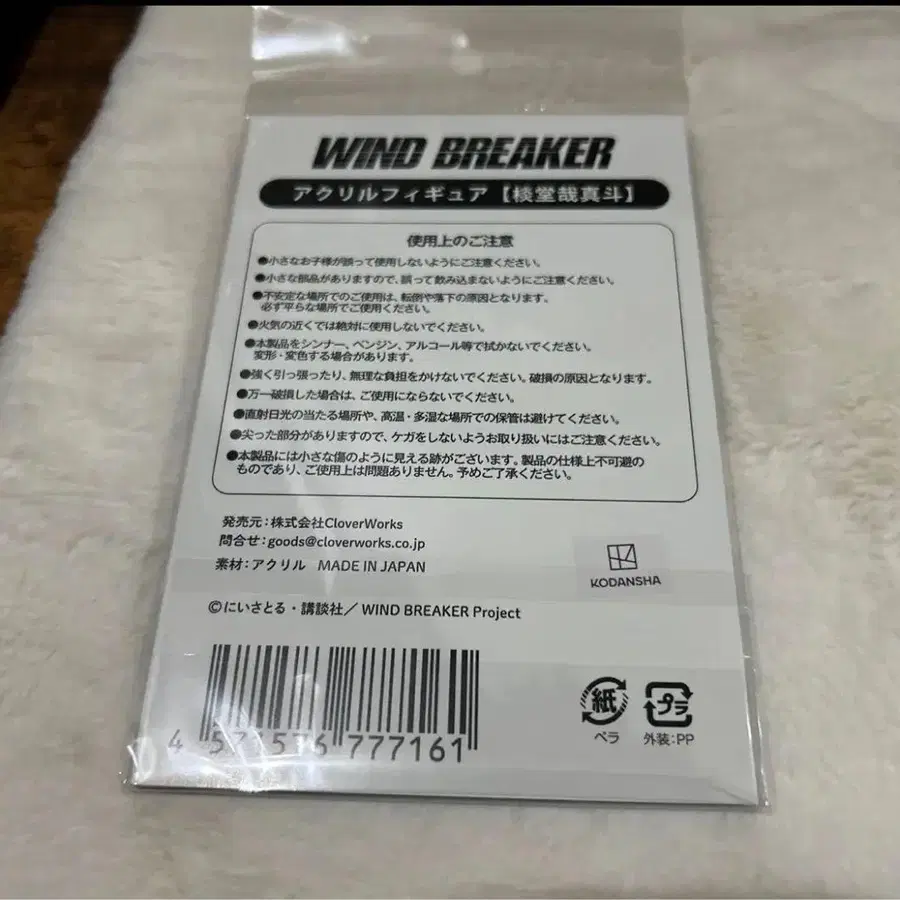 WIND BREAKER
アクリルフィギュア【棪堂哉真斗】
使用上のご注意
●小さなお子様が誤って使用しないようにご注意ください。
●小さな部品がありますので、誤って飲み込まないようにご注意ください。
●不安定な場所でのご使用は、転倒や落下の原因となります。
必ず平らな場所でご使用ください。
●火気の近くでは絶対に使用しないでください。
●本製品をシンナー、ベンジン、アルコール等で拭かないでください。
変形・変色する場合があります。
●強く引っ張ったり、無理な負担をかけないでください。破損の原因となります。
●万一破損した場合は、ご使用にならないでください。
●直射日光の当たる場所や、高温・多湿な場所での保管は避けてください。
●尖った部分がありますので、ケガをしないようお取り扱いにはご注意ください。
●本製品には小さな傷のように見える跡がございます。製品の仕様上不可避の
ものであり、ご使用上は問題ありません。予めご了承ください。
発売元：株式会社CloverWorks
問合せ：goods@cloverworks.co.jp
素材：アクリル MADE IN JAPAN
KODANSHA
©にいさとる・講談社／WIND BREAKER Project
4 571576 777161
紙
ベラ
プラ
外装：PP